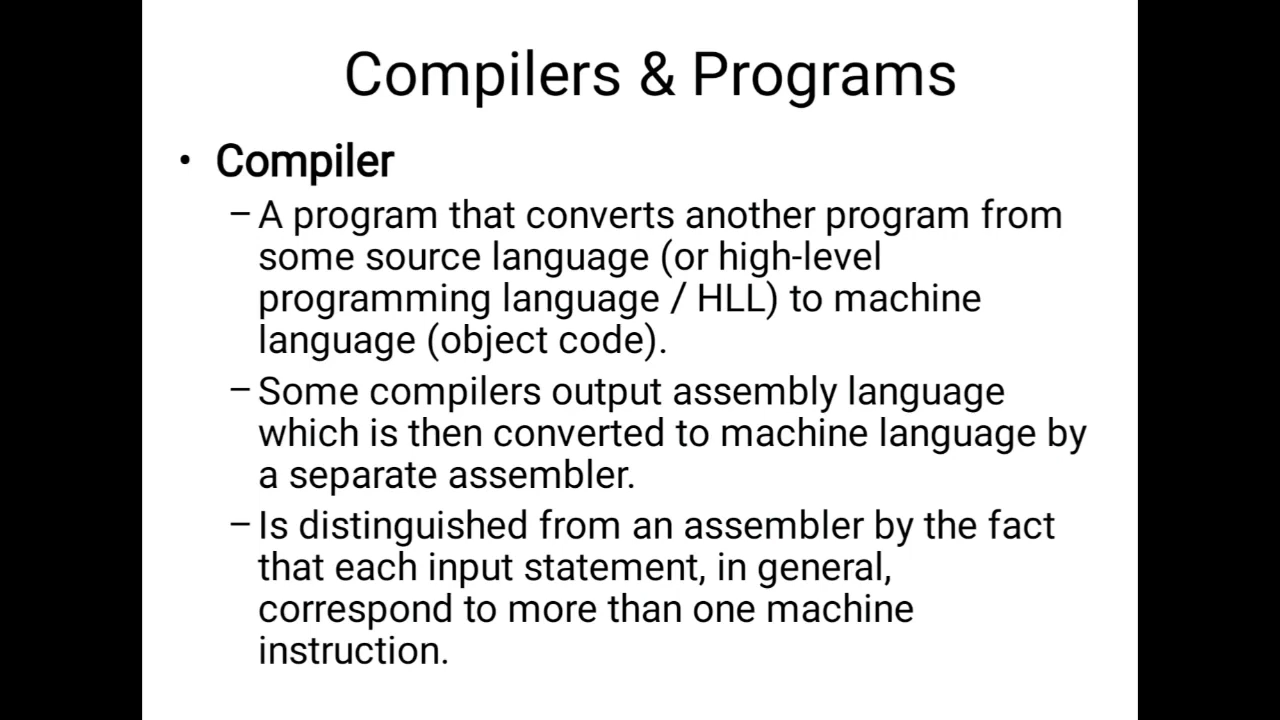 Compilers & Programs
• Compiler
– A program that converts another program from
some source language (or high-level
programming language / HLL) to machine
language (object code).
– Some compilers output assembly language
which is then converted to machine language by
a separate assembler.
– Is distinguished from an assembler by the fact
that each input statement, in general,
correspond to more than one machine
instruction.